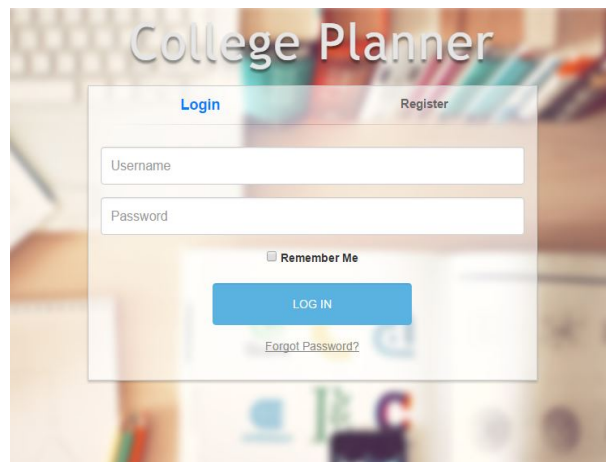 College Planner
Login Register
Username
Password
Remember Me
LOG IN
Forgot Password?